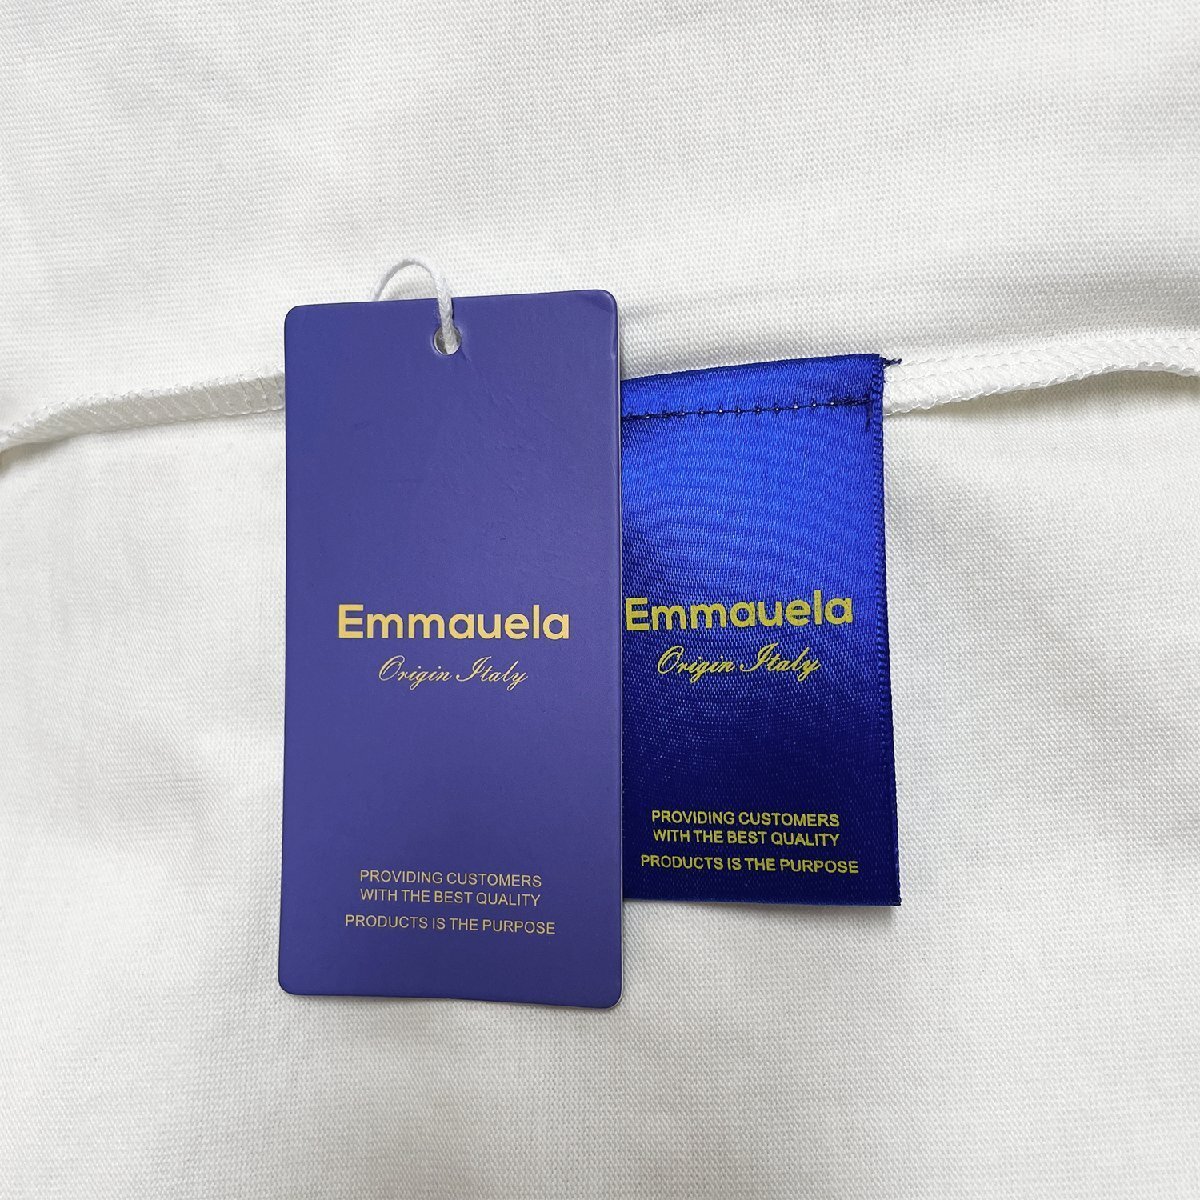 Emmauela
Origin Italy
PROVIDING CUSTOMERS
WITH THE BEST QUALITY
PRODUCTS IS THE PURPOSE
Emmauela
Origin Italy
PROVIDING CUSTOMERS
WITH THE BEST QUALITY
PRODUCTS IS THE PURPOSE